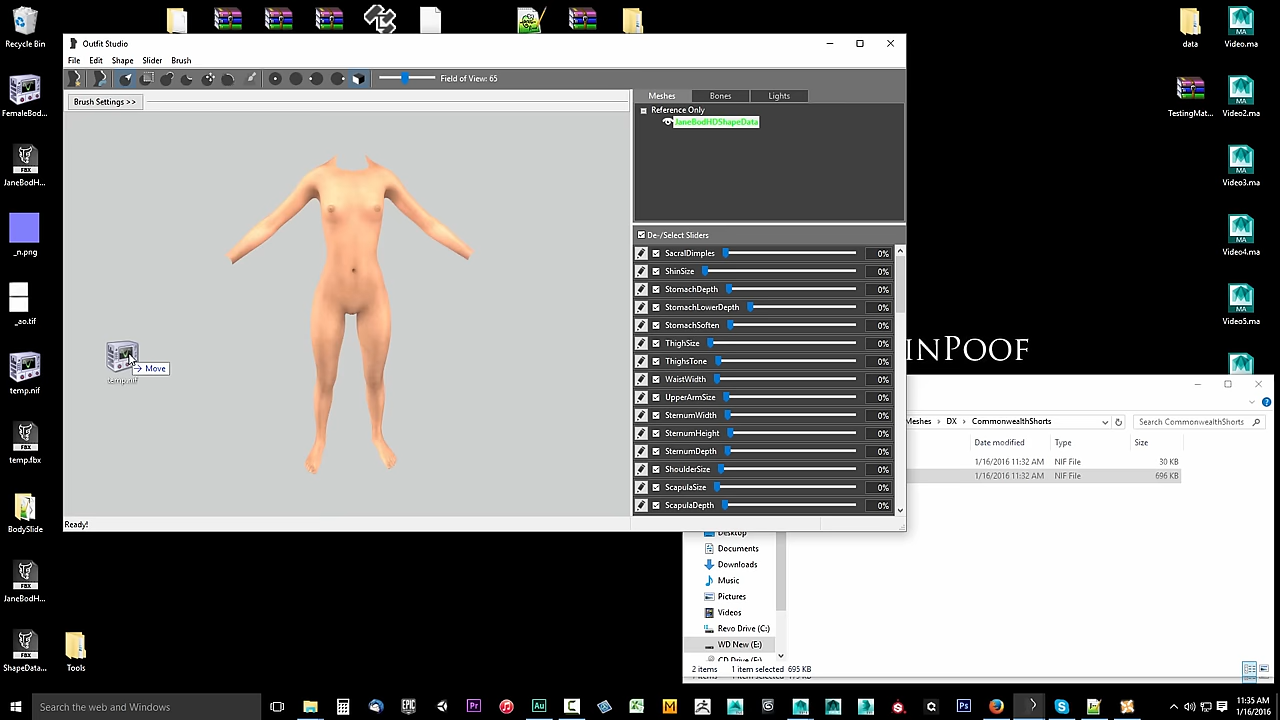 Recycle Bin
FemaleBod...
JaneBodH...
_n.png
_ao.tif
temp.nif
temp.fbx
BodySlide
JaneBodH...
ShapeData...
Tools
data
TestingMat...
Video.ma
Video2.ma
Video3.ma
Video4.ma
Video5.ma
Outfit Studio
File Edit Shape Slider Brush
Field of View: 65
Brush Settings >>
Meshes Bones Lights
Reference Only
JaneBodHDShapeData
De-/Select Sliders
SacralDimples 0%
ShinSize 0%
StomachDepth 0%
StomachLowerDepth 0%
StomachSoften 0%
ThighSize 0%
ThighsTone 0%
WaistWidth 0%
UpperArmSize 0%
SternumWidth 0%
SternumHeight 0%
SternumDepth 0%
ShoulderSize 0%
ScapulaSize 0%
ScapulaDepth 0%
temp.nif
Move
Ready!
INPOOF
Meshes > DX > CommonwealthShorts
Search CommonwealthShorts
Date modified Type Size
1/16/2016 11:32 AM NIF File 30 KB
1/16/2016 11:32 AM NIF File 696 KB
Desktop
Documents
Downloads
Music
Pictures
Videos
Revo Drive (C:)
WD New (E:)
CD Drive (F:)
2 items 1 item selected 695 KB
Search the web and Windows
11:35 AM
1/16/2016